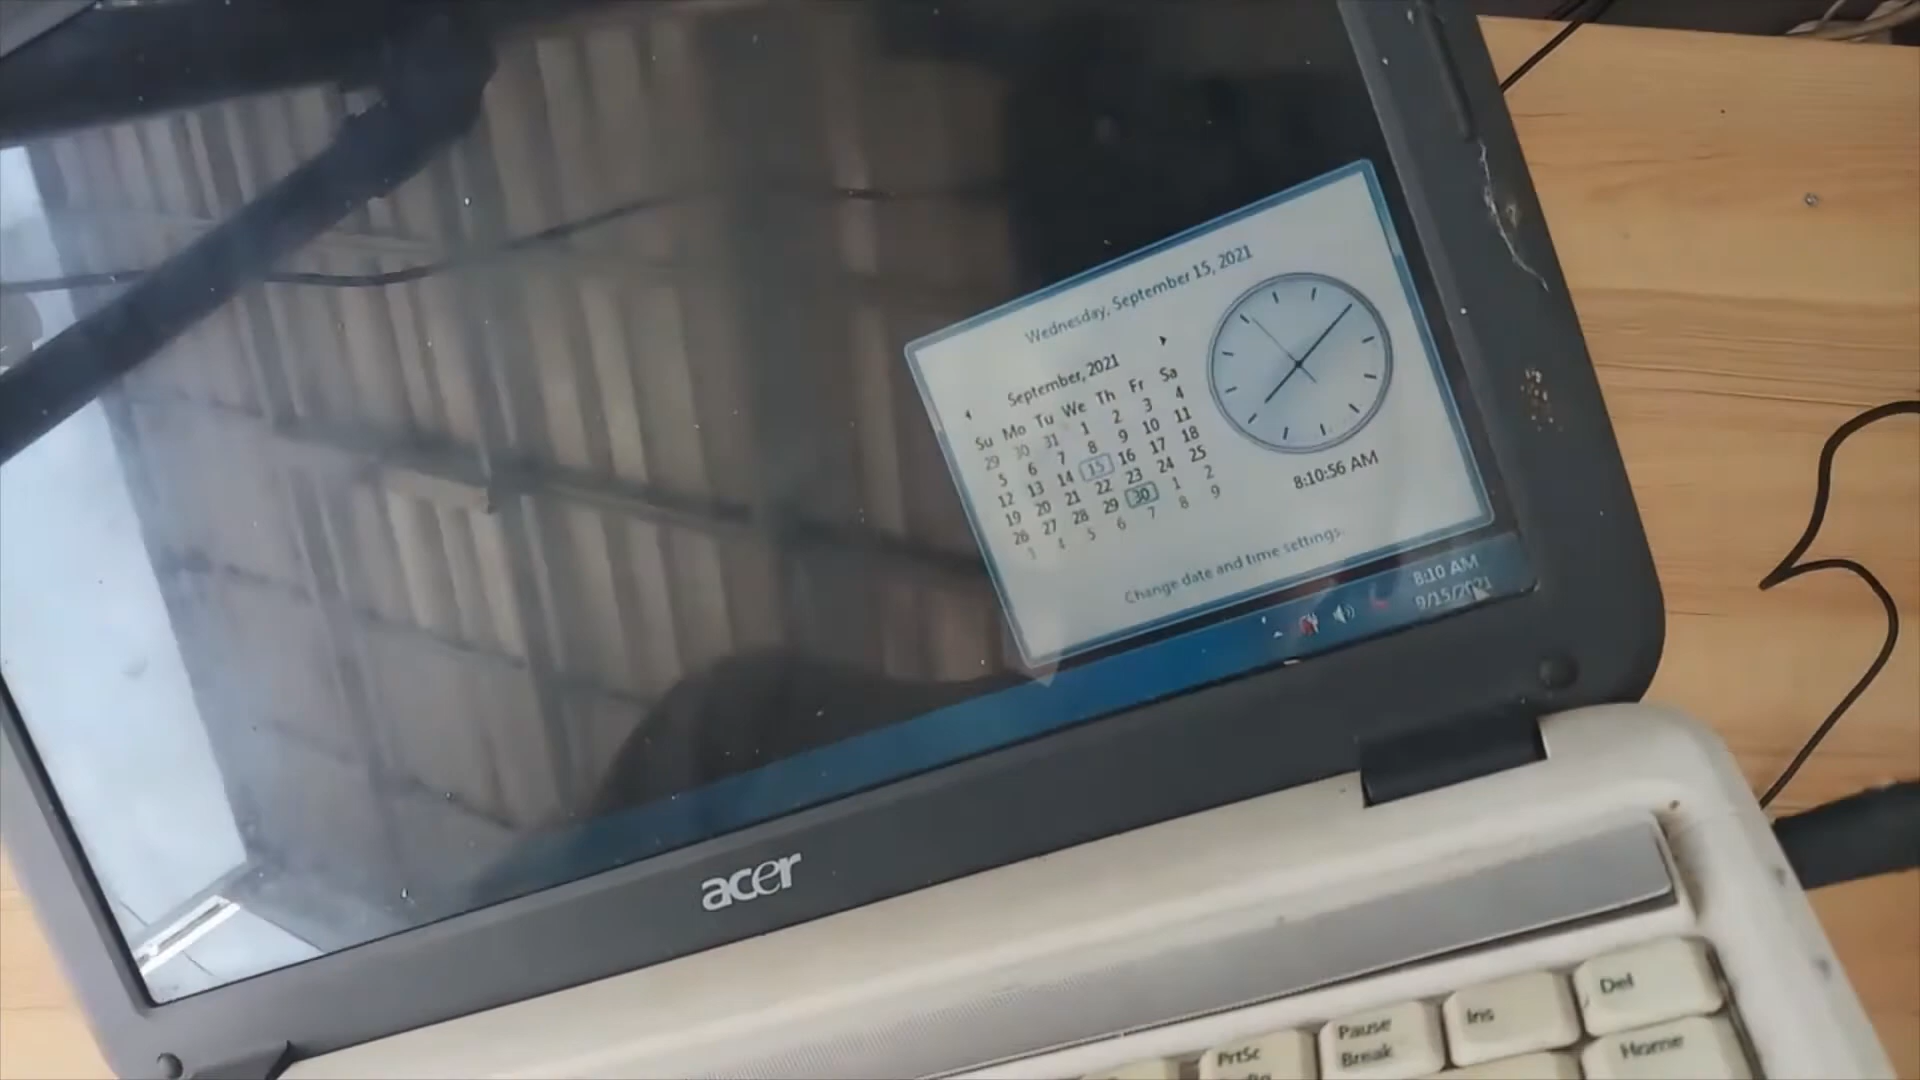 Wednesday, September 15, 2021
September, 2021
Su Mo Tu We Th Fr Sa
29 30 31 1 2 3 4
5 6 7 8 9 10 11
12 13 14 15 16 17 18
19 20 21 22 23 24 25
26 27 28 29 30 1 2
3 4 5 6 7 8 9
8:10:56 AM
Change date and time settings...
8:10 AM
9/15/2021
acer
Del
Ins
Pause
Break
PrtSc
Home